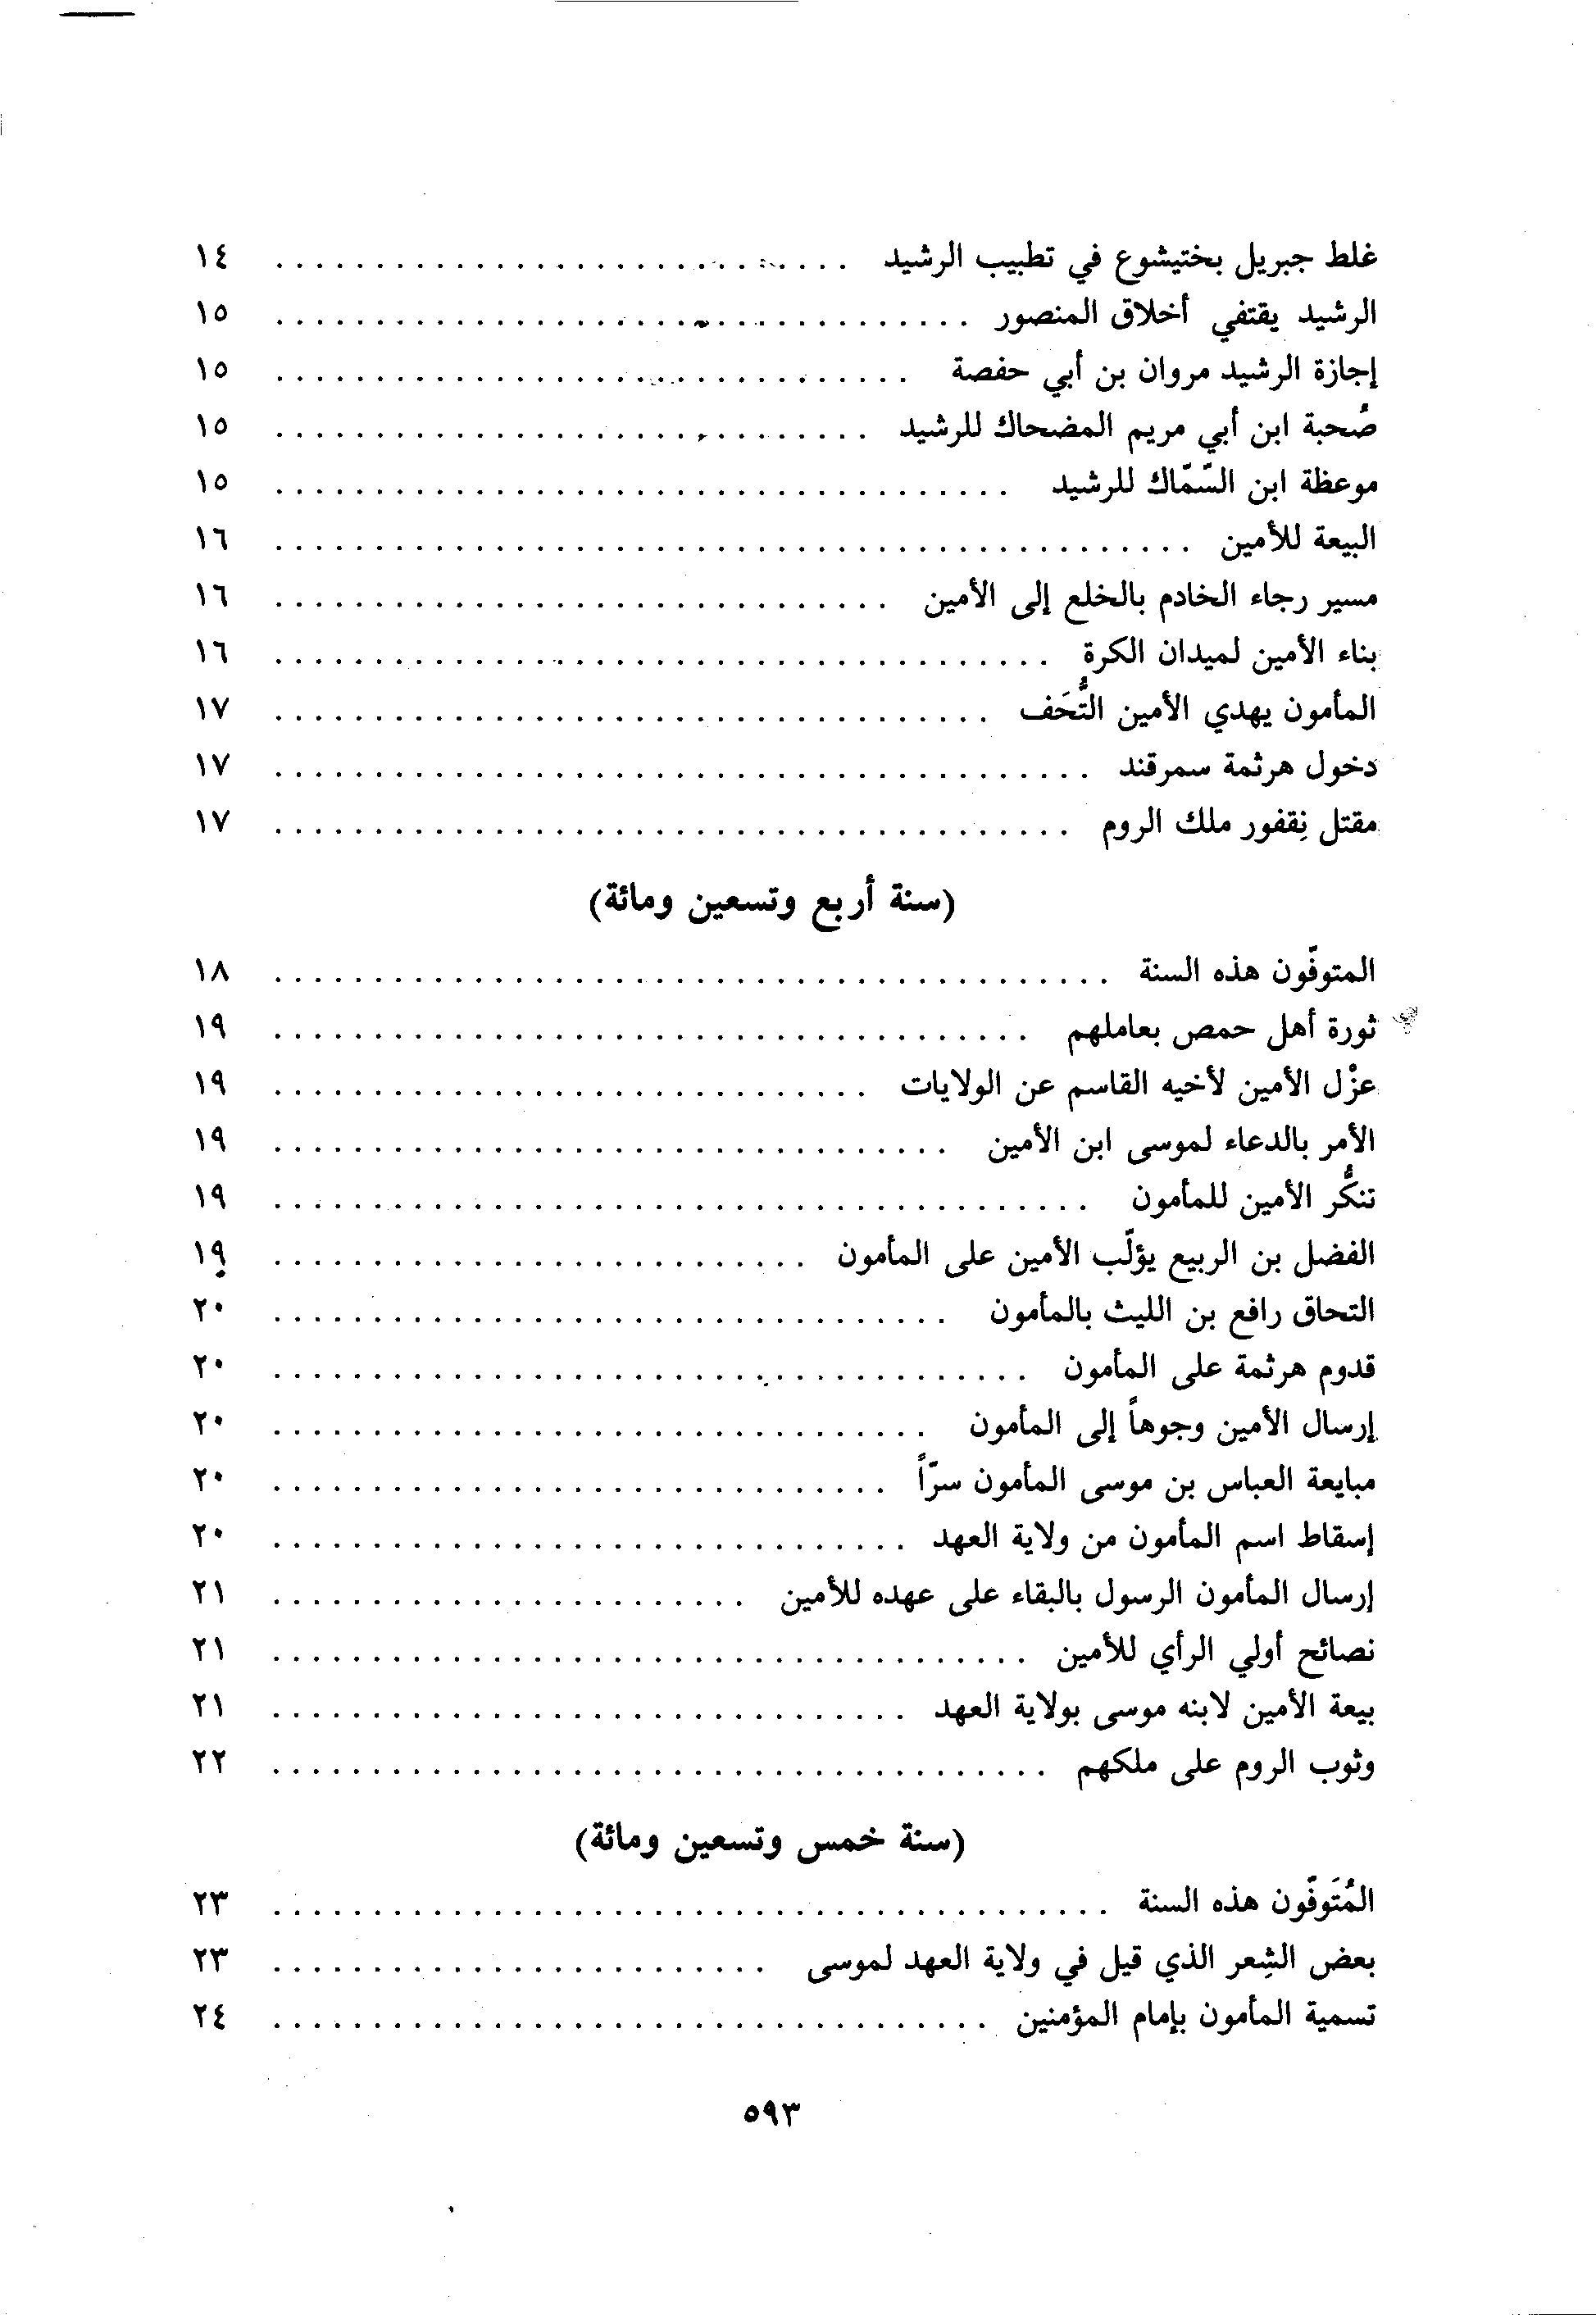 غلط جبريل بختيشوع في تطبيب الرشيد . . . . . . . . . . . . . . . . . . . . . . . . . . . . . ١٤
الرشيد يقتفي أخلاق المنصور . . . . . . . . . . . . . . . . . . . . . . . . . . . . . . . . . . . ١٥
إجازة الرشيد مروان بن أبي حفصة . . . . . . . . . . . . . . . . . . . . . . . . . . . . . . . . ١٥
صُحبة ابن أبي مريم المضحاك للرشيد . . . . . . . . . . . . . . . . . . . . . . . . . . . . . . ١٥
موعظة ابن السّمّاك للرشيد . . . . . . . . . . . . . . . . . . . . . . . . . . . . . . . . . . . . . ١٥
البيعة للأمين . . . . . . . . . . . . . . . . . . . . . . . . . . . . . . . . . . . . . . . . . . . . . . ١٦
مسير رجاء الخادم بالخلع إلى الأمين . . . . . . . . . . . . . . . . . . . . . . . . . . . . . . . ١٦
بناء الأمين لميدان الكرة . . . . . . . . . . . . . . . . . . . . . . . . . . . . . . . . . . . . . . . ١٦
المأمون يهدي الأمين التُّحَف . . . . . . . . . . . . . . . . . . . . . . . . . . . . . . . . . . . . ١٧
دخول هرثمة سمرقند . . . . . . . . . . . . . . . . . . . . . . . . . . . . . . . . . . . . . . . . . ١٧
مقتل نِقفور ملك الروم . . . . . . . . . . . . . . . . . . . . . . . . . . . . . . . . . . . . . . . . ١٧
(سنة أربع وتسعين ومائة)
المتوفّون هذه السنة . . . . . . . . . . . . . . . . . . . . . . . . . . . . . . . . . . . . . . . . . . ١٨
ثورة أهل حمص بعاملهم . . . . . . . . . . . . . . . . . . . . . . . . . . . . . . . . . . . . . . ١٩
عزْل الأمين لأخيه القاسم عن الولايات . . . . . . . . . . . . . . . . . . . . . . . . . . . . . . ١٩
الأمر بالدعاء لموسى ابن الأمين . . . . . . . . . . . . . . . . . . . . . . . . . . . . . . . . . . ١٩
تنكُّر الأمين للمأمون . . . . . . . . . . . . . . . . . . . . . . . . . . . . . . . . . . . . . . . . . ١٩
الفضل بن الربيع يؤلّب الأمين على المأمون . . . . . . . . . . . . . . . . . . . . . . . . . . . ١٩
التحاق رافع بن الليث بالمأمون . . . . . . . . . . . . . . . . . . . . . . . . . . . . . . . . . . ٢٠
قدوم هرثمة على المأمون . . . . . . . . . . . . . . . . . . . . . . . . . . . . . . . . . . . . . . ٢٠
إرسال الأمين وجوهاً إلى المأمون . . . . . . . . . . . . . . . . . . . . . . . . . . . . . . . . . ٢٠
مبايعة العباس بن موسى المأمون سرّاً . . . . . . . . . . . . . . . . . . . . . . . . . . . . . . . ٢٠
إسقاط اسم المأمون من ولاية العهد . . . . . . . . . . . . . . . . . . . . . . . . . . . . . . . . ٢٠
إرسال المأمون الرسول بالبقاء على عهده للأمين . . . . . . . . . . . . . . . . . . . . . . . . ٢١
نصائح أولي الرأي للأمين . . . . . . . . . . . . . . . . . . . . . . . . . . . . . . . . . . . . . . ٢١
بيعة الأمين لابنه موسى بولاية العهد . . . . . . . . . . . . . . . . . . . . . . . . . . . . . . . . ٢١
وثوب الروم على ملكهم . . . . . . . . . . . . . . . . . . . . . . . . . . . . . . . . . . . . . . . ٢٢
(سنة خمس وتسعين ومائة)
المُتَوفّون هذه السنة . . . . . . . . . . . . . . . . . . . . . . . . . . . . . . . . . . . . . . . . . . ٢٣
بعض الشِعر الذي قيل في ولاية العهد لموسى . . . . . . . . . . . . . . . . . . . . . . . . . ٢٣
تسمية المأمون بإمام المؤمنين . . . . . . . . . . . . . . . . . . . . . . . . . . . . . . . . . . . . ٢٤
٥٩٣